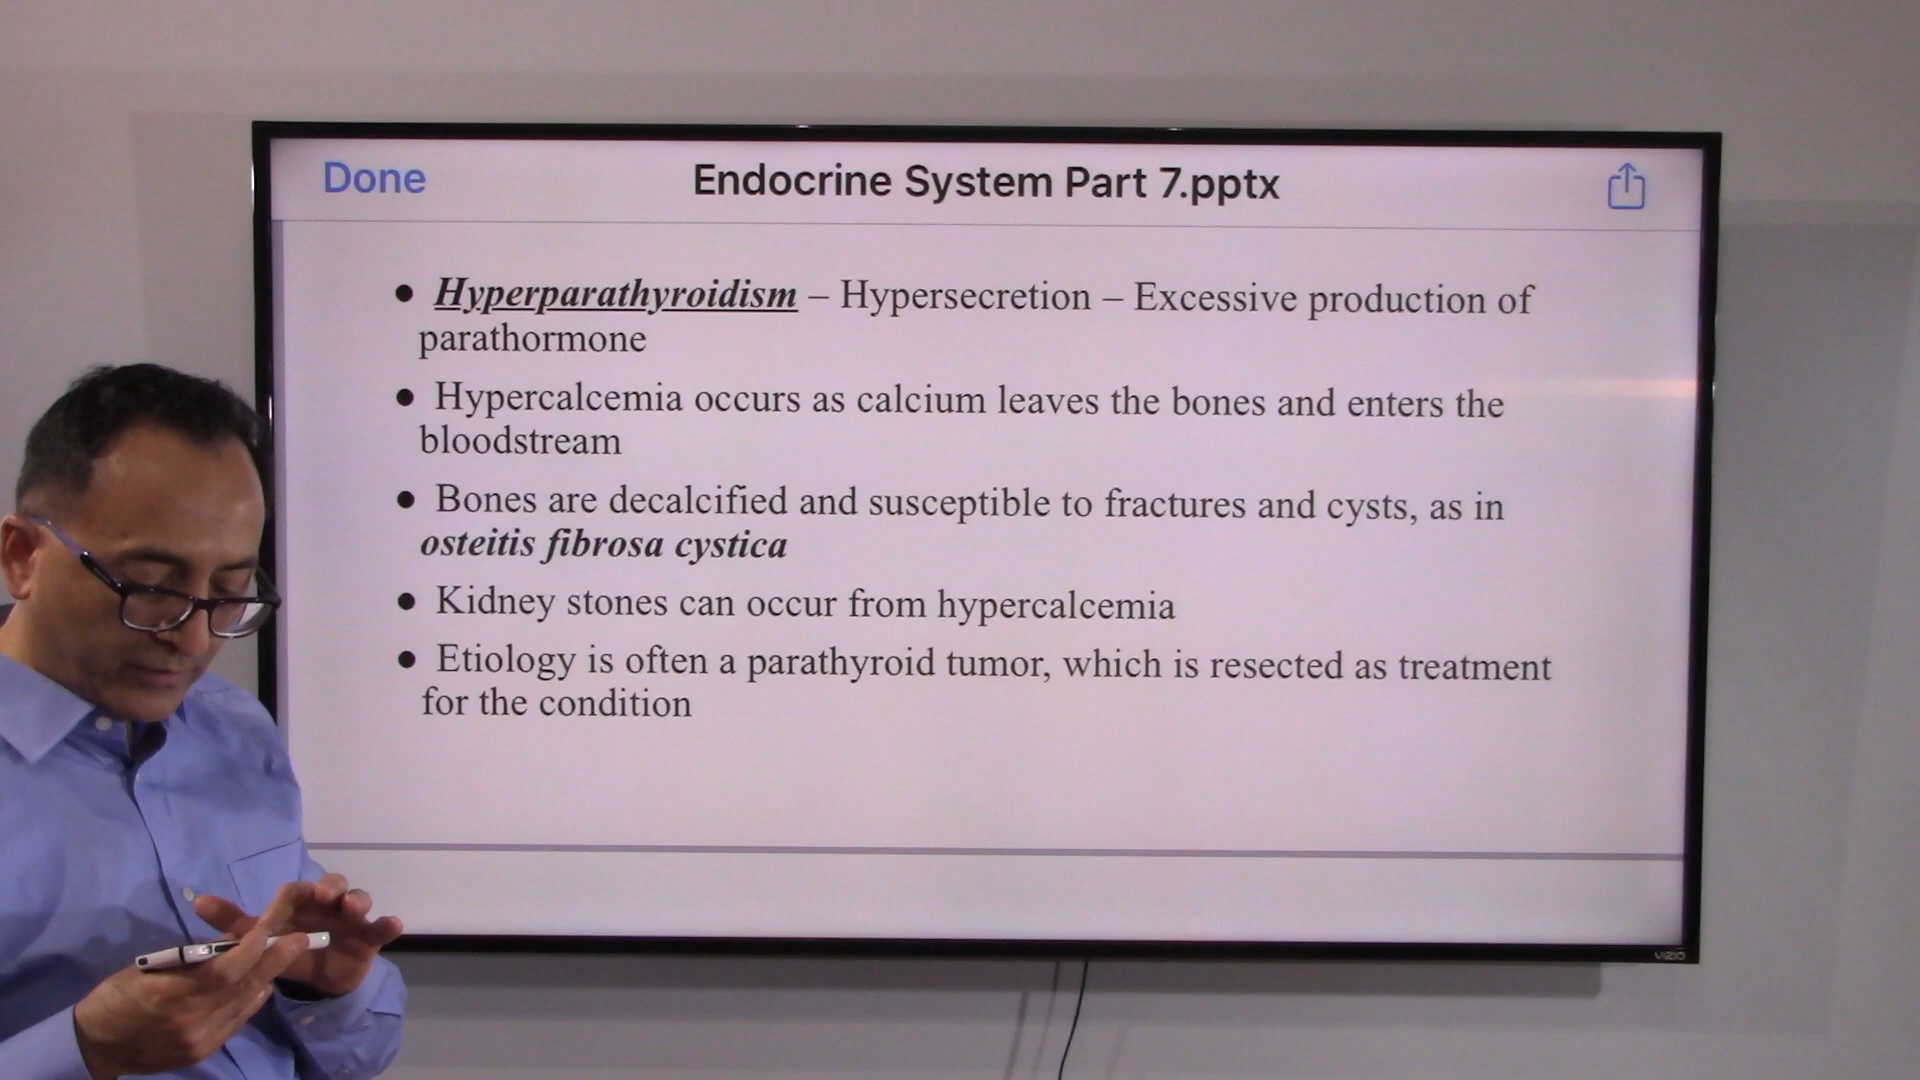 Done
Endocrine System Part 7.pptx
● Hyperparathyroidism – Hypersecretion – Excessive production of
parathormone
● Hypercalcemia occurs as calcium leaves the bones and enters the
bloodstream
● Bones are decalcified and susceptible to fractures and cysts, as in
osteitis fibrosa cystica
● Kidney stones can occur from hypercalcemia
● Etiology is often a parathyroid tumor, which is resected as treatment
for the condition
VIZIO